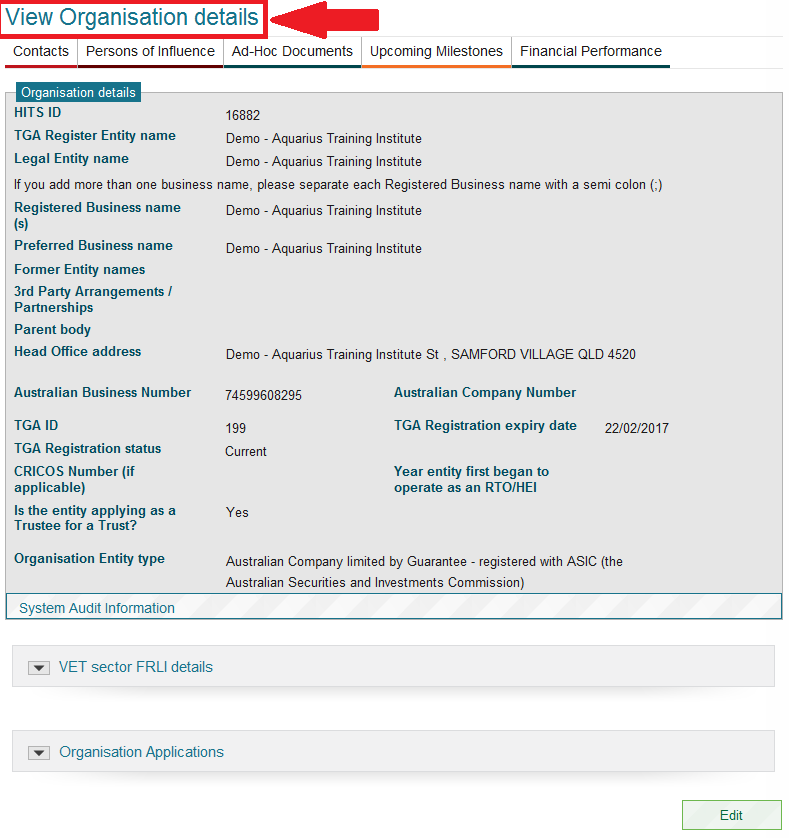 View Organisation details
Contacts Persons of Influence Ad-Hoc Documents Upcoming Milestones Financial Performance
Organisation details
HITS ID 16882
TGA Register Entity name Demo - Aquarius Training Institute
Legal Entity name Demo - Aquarius Training Institute
If you add more than one business name, please separate each Registered Business name with a semi colon (;)
Registered Business name Demo - Aquarius Training Institute
(s)
Preferred Business name Demo - Aquarius Training Institute
Former Entity names
3rd Party Arrangements /
Partnerships
Parent body
Head Office address Demo - Aquarius Training Institute St , SAMFORD VILLAGE QLD 4520
Australian Business Number 74599608295 Australian Company Number
TGA ID 199 TGA Registration expiry date 22/02/2017
TGA Registration status Current
CRICOS Number (if Year entity first began to
applicable) operate as an RTO/HEI
Is the entity applying as a Yes
Trustee for a Trust?
Organisation Entity type Australian Company limited by Guarantee - registered with ASIC (the
Australian Securities and Investments Commission)
System Audit Information
VET sector FRLI details
Organisation Applications
Edit